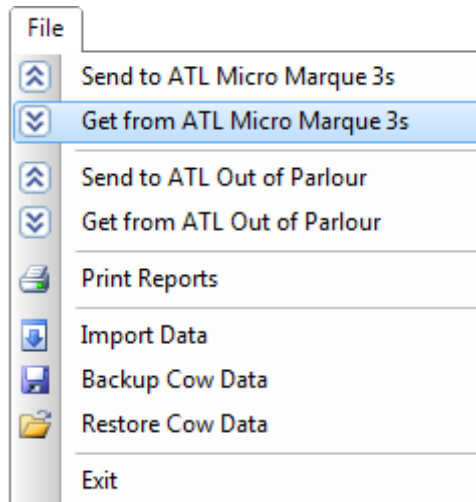 File
Send to ATL Micro Marque 3s
Get from ATL Micro Marque 3s
Send to ATL Out of Parlour
Get from ATL Out of Parlour
Print Reports
Import Data
Backup Cow Data
Restore Cow Data
Exit